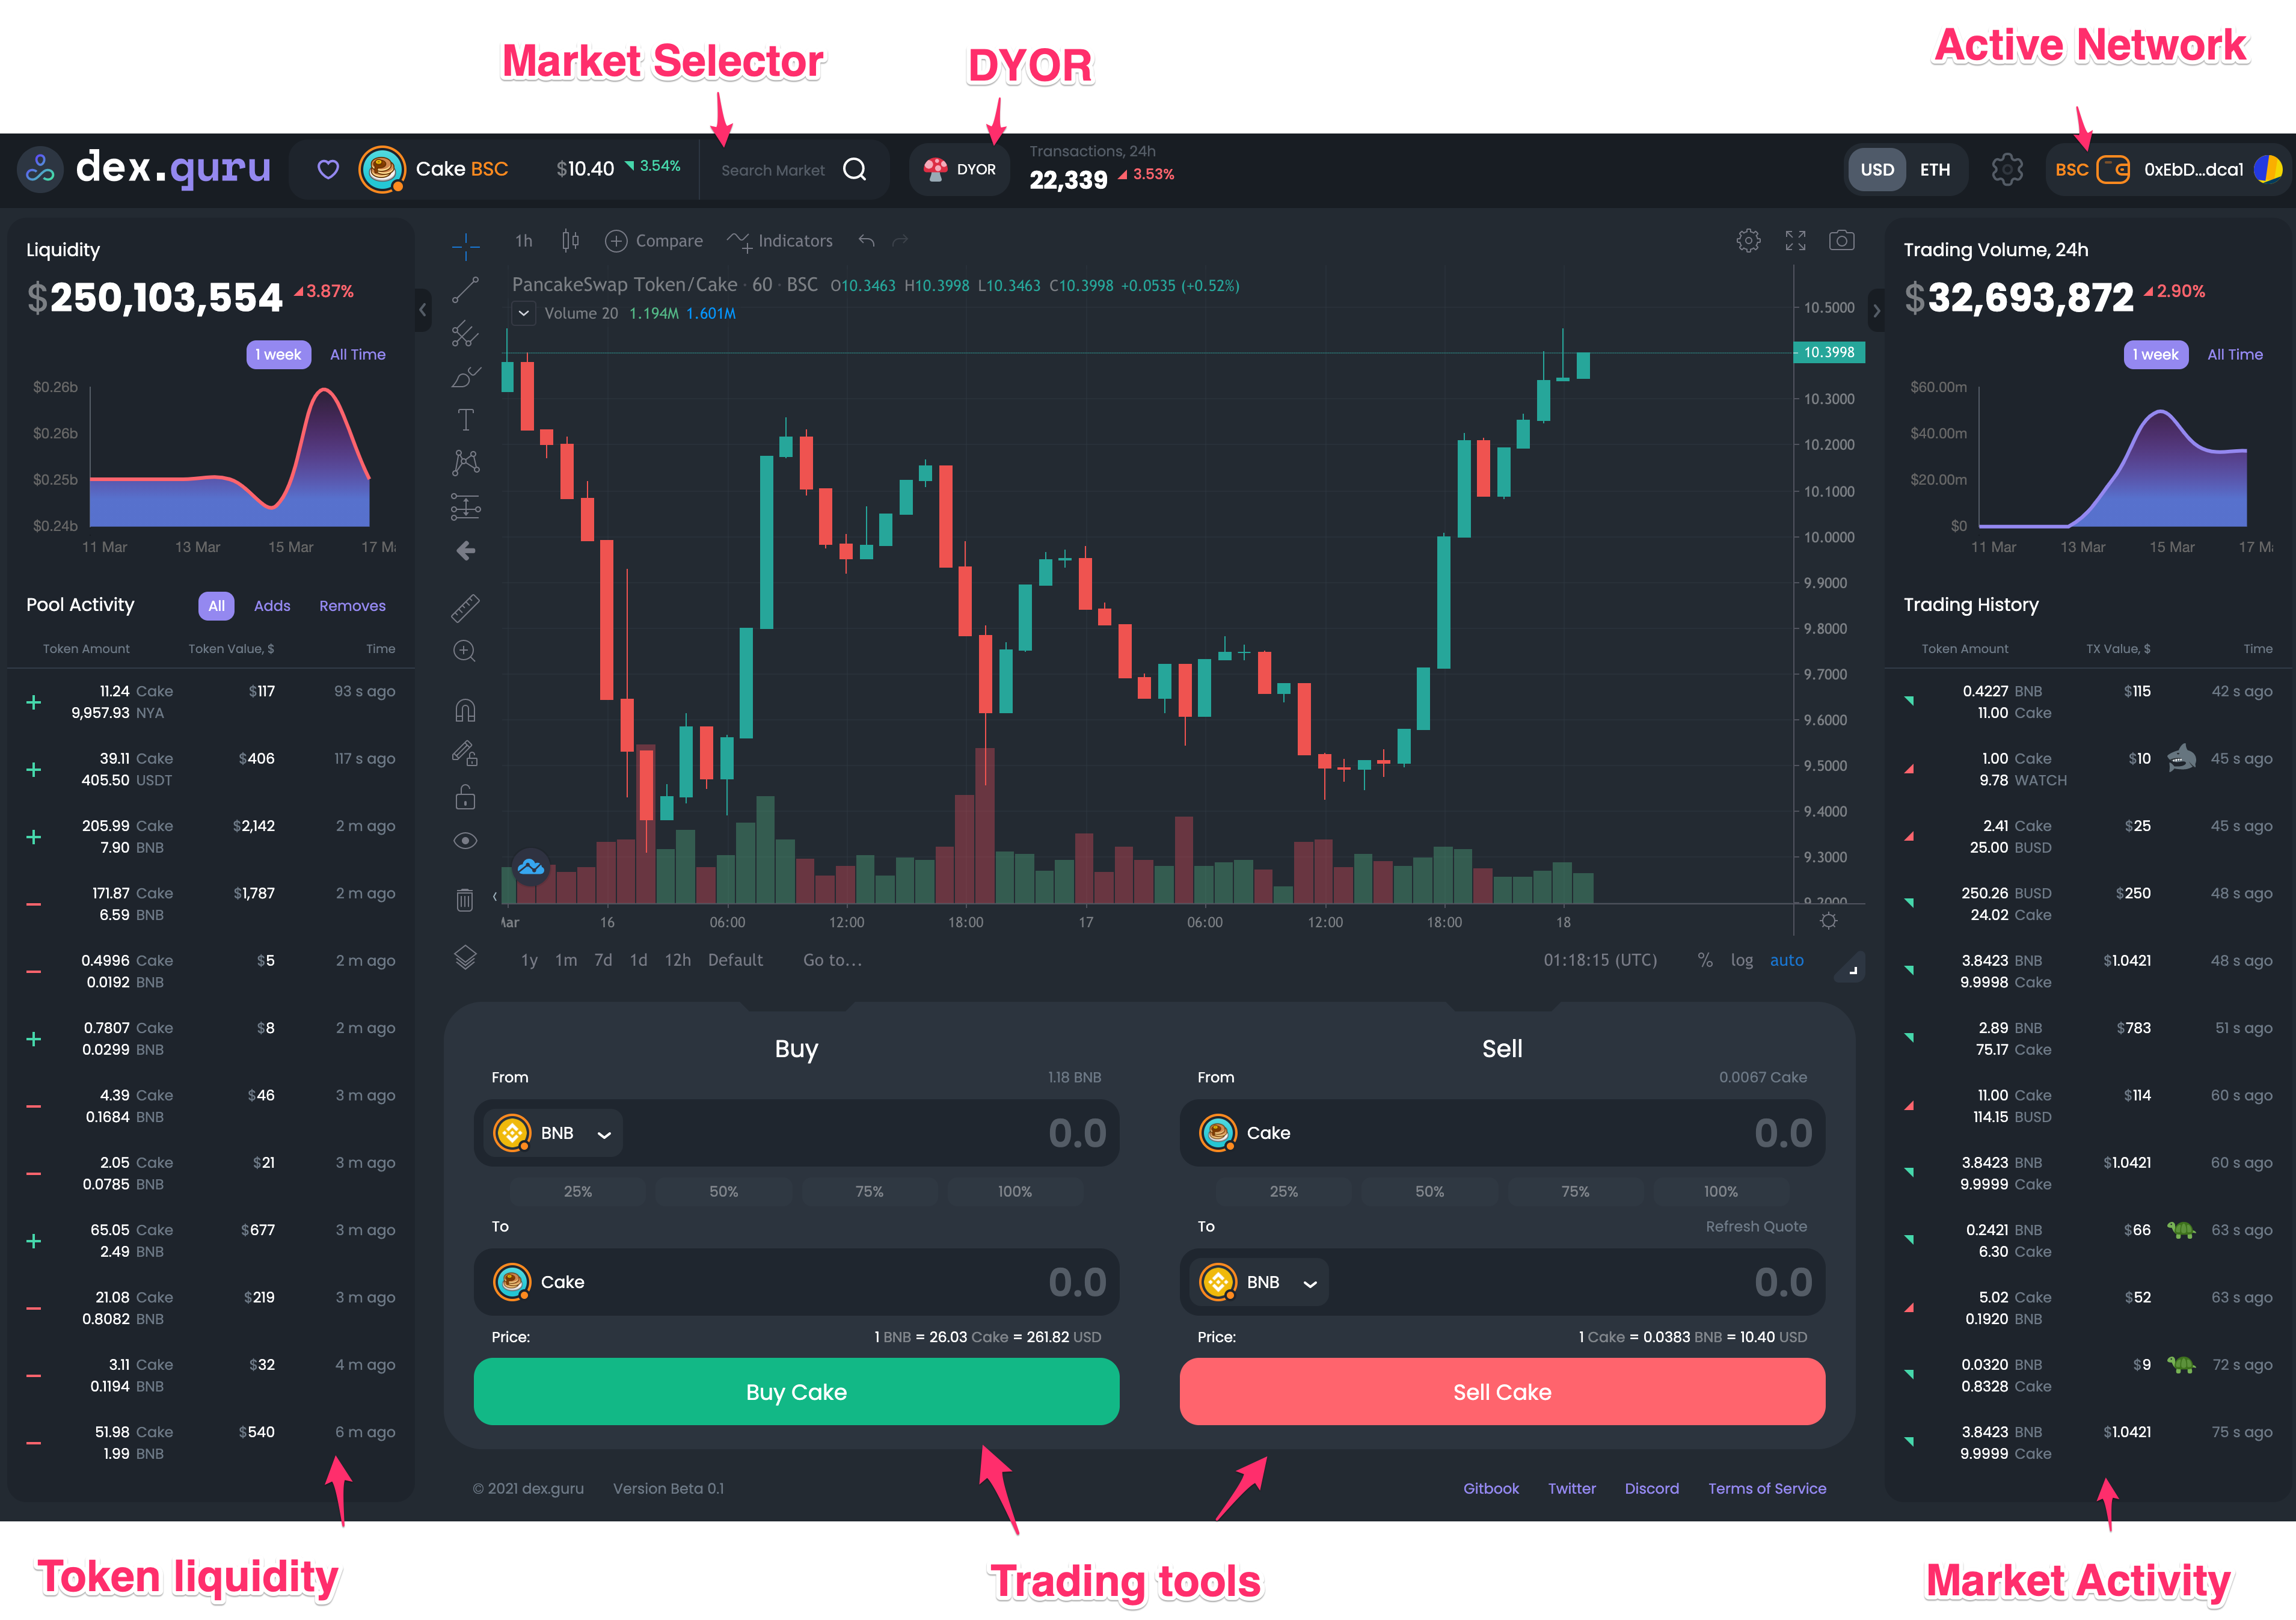 Market Selector
DYOR
Active Network
dex.guru
Cake BSC
$10.40 3.54%
Search Market
DYOR
Transactions, 24h
22,339 3.53%
USD ETH
BSC 0xEbD...dca1
Liquidity
$250,103,554 3.87%
1 week All Time
$0.26b
$0.26b
$0.25b
$0.24b
11 Mar 13 Mar 15 Mar 17 Ma
Pool Activity All Adds Removes
Token Amount Token Value, $ Time
11.24 Cake $117 93 s ago
9,957.93 NYA
39.11 Cake $406 117 s ago
405.50 USDT
205.99 Cake $2,142 2 m ago
7.90 BNB
171.87 Cake $1,787 2 m ago
6.59 BNB
0.4996 Cake $5 2 m ago
0.0192 BNB
0.7807 Cake $8 2 m ago
0.0299 BNB
4.39 Cake $46 3 m ago
0.1684 BNB
2.05 Cake $21 3 m ago
0.0785 BNB
65.05 Cake $677 3 m ago
2.49 BNB
21.08 Cake $219 3 m ago
0.8082 BNB
3.11 Cake $32 4 m ago
0.1194 BNB
51.98 Cake $540 6 m ago
1.99 BNB
1h Compare Indicators
PancakeSwap Token/Cake · 60 · BSC O10.3463 H10.3998 L10.3463 C10.3998 +0.0535 (+0.52%)
Volume 20 1.194M 1.601M
10.5000
10.3998
10.3000
10.2000
10.1000
10.0000
9.9000
9.8000
9.7000
9.6000
9.5000
9.4000
9.3000
9.2000
Mar 16 06:00 12:00 18:00 17 06:00 12:00 18:00 18
1y 1m 7d 1d 12h Default Go to... 01:18:15 (UTC) % log auto
Buy
From 1.18 BNB
BNB 0.0
25% 50% 75% 100%
To
Cake 0.0
Price: 1 BNB = 26.03 Cake = 261.82 USD
Buy Cake
Sell
From 0.0067 Cake
Cake 0.0
25% 50% 75% 100%
To Refresh Quote
BNB 0.0
Price: 1 Cake = 0.0383 BNB = 10.40 USD
Sell Cake
© 2021 dex.guru Version Beta 0.1
Gitbook Twitter Discord Terms of Service
Trading Volume, 24h
$32,693,872 2.90%
1 week All Time
$60.00m
$40.00m
$20.00m
$0
11 Mar 13 Mar 15 Mar 17 Ma
Trading History
Token Amount TX Value, $ Time
0.4227 BNB $115 42 s ago
11.00 Cake
1.00 Cake $10 45 s ago
9.78 WATCH
2.41 Cake $25 45 s ago
25.00 BUSD
250.26 BUSD $250 48 s ago
24.02 Cake
3.8423 BNB $1.0421 48 s ago
9.9998 Cake
2.89 BNB $783 51 s ago
75.17 Cake
11.00 Cake $114 60 s ago
114.15 BUSD
3.8423 BNB $1.0421 60 s ago
9.9999 Cake
0.2421 BNB $66 63 s ago
6.30 Cake
5.02 Cake $52 63 s ago
0.1920 BNB
0.0320 BNB $9 72 s ago
0.8328 Cake
3.8423 BNB $1.0421 75 s ago
9.9999 Cake
Token liquidity
Trading tools
Market Activity